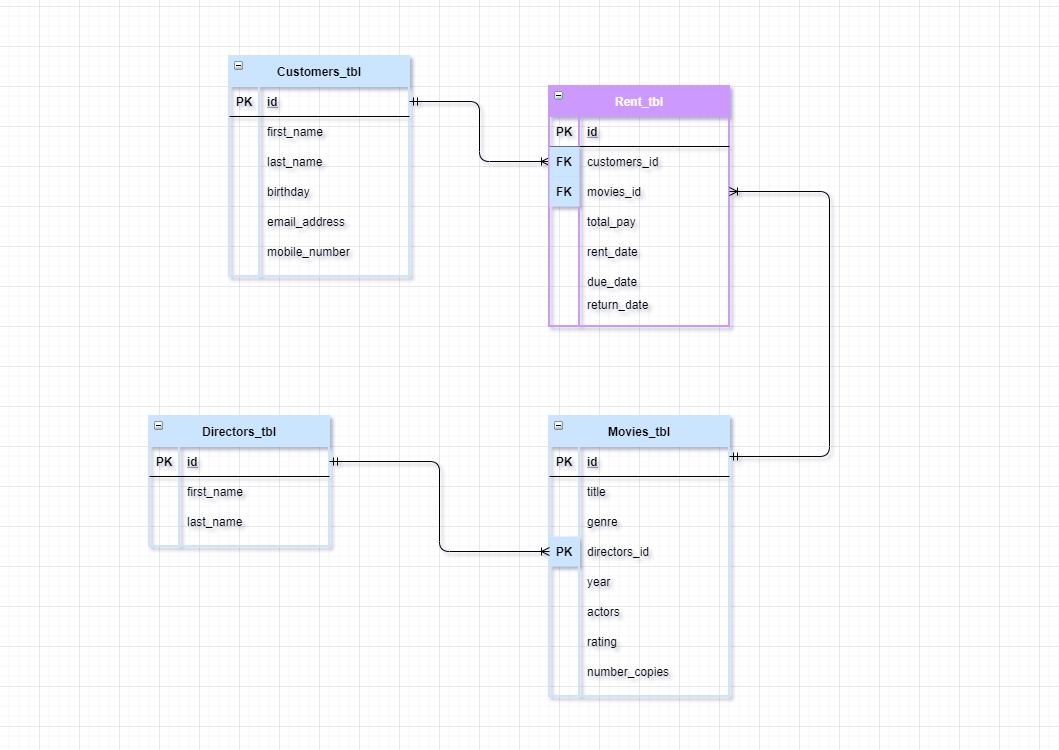 Customers_tbl
PK id
first_name
last_name
birthday
email_address
mobile_number
Rent_tbl
PK id
FK customers_id
FK movies_id
total_pay
rent_date
due_date
return_date
Directors_tbl
PK id
first_name
last_name
Movies_tbl
PK id
title
genre
PK directors_id
year
actors
rating
number_copies